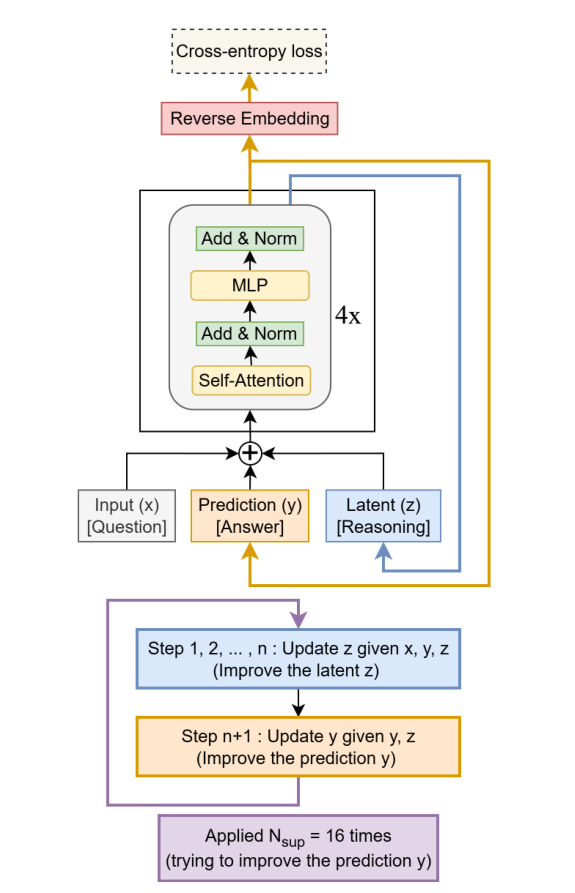 Cross-entropy loss
Reverse Embedding
Add & Norm
MLP
Add & Norm
4x
Self-Attention
+
Input (x)
[Question]
Prediction (y)
[Answer]
Latent (z)
[Reasoning]
Step 1, 2, ... , n : Update z given x, y, z
(Improve the latent z)
Step n+1 : Update y given y, z
(Improve the prediction y)
Applied Nsup = 16 times
(trying to improve the prediction y)